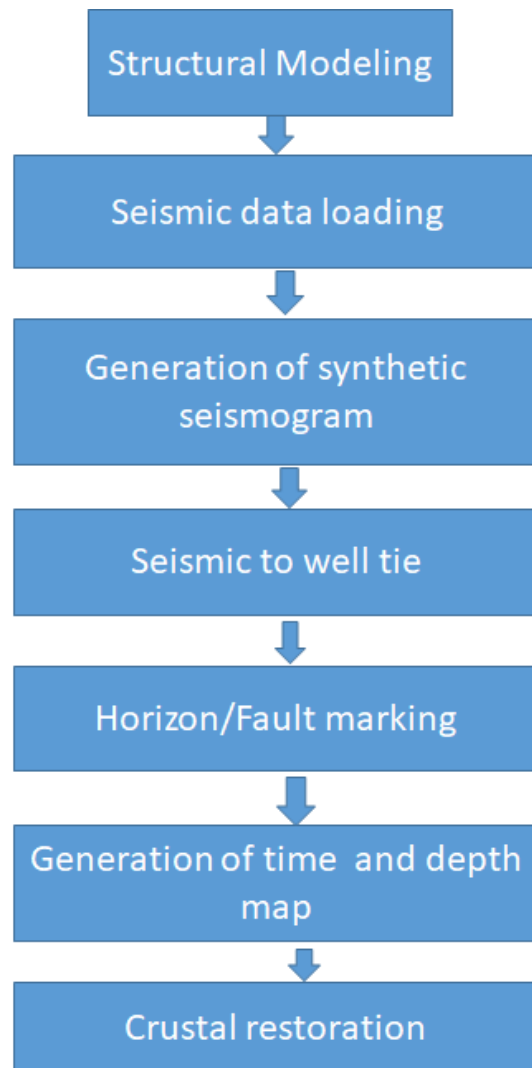 Structural Modeling
Seismic data loading
Generation of synthetic
seismogram
Seismic to well tie
Horizon/Fault marking
Generation of time and depth
map
Crustal restoration